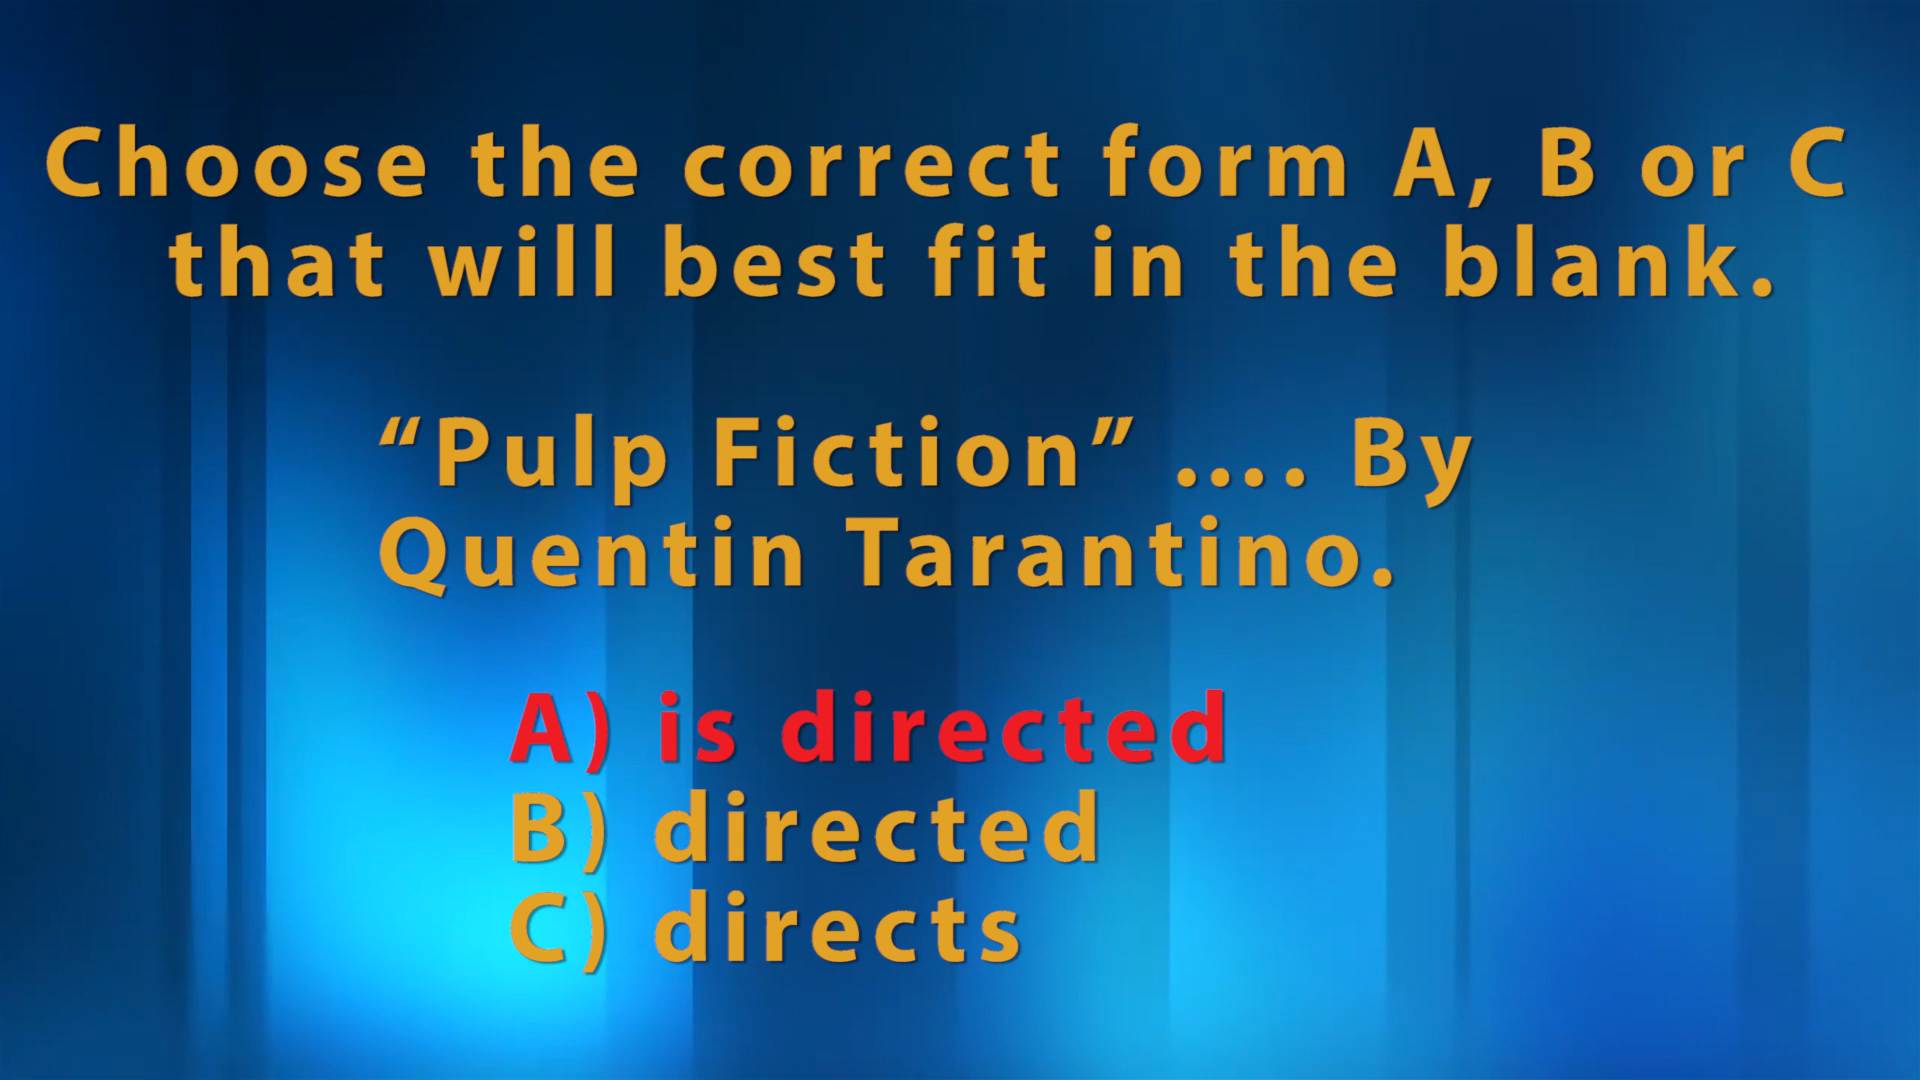 Choose the correct form A, B or C
that will best fit in the blank.
“Pulp Fiction” .... By
Quentin Tarantino.
A) is directed
B) directed
C) directs